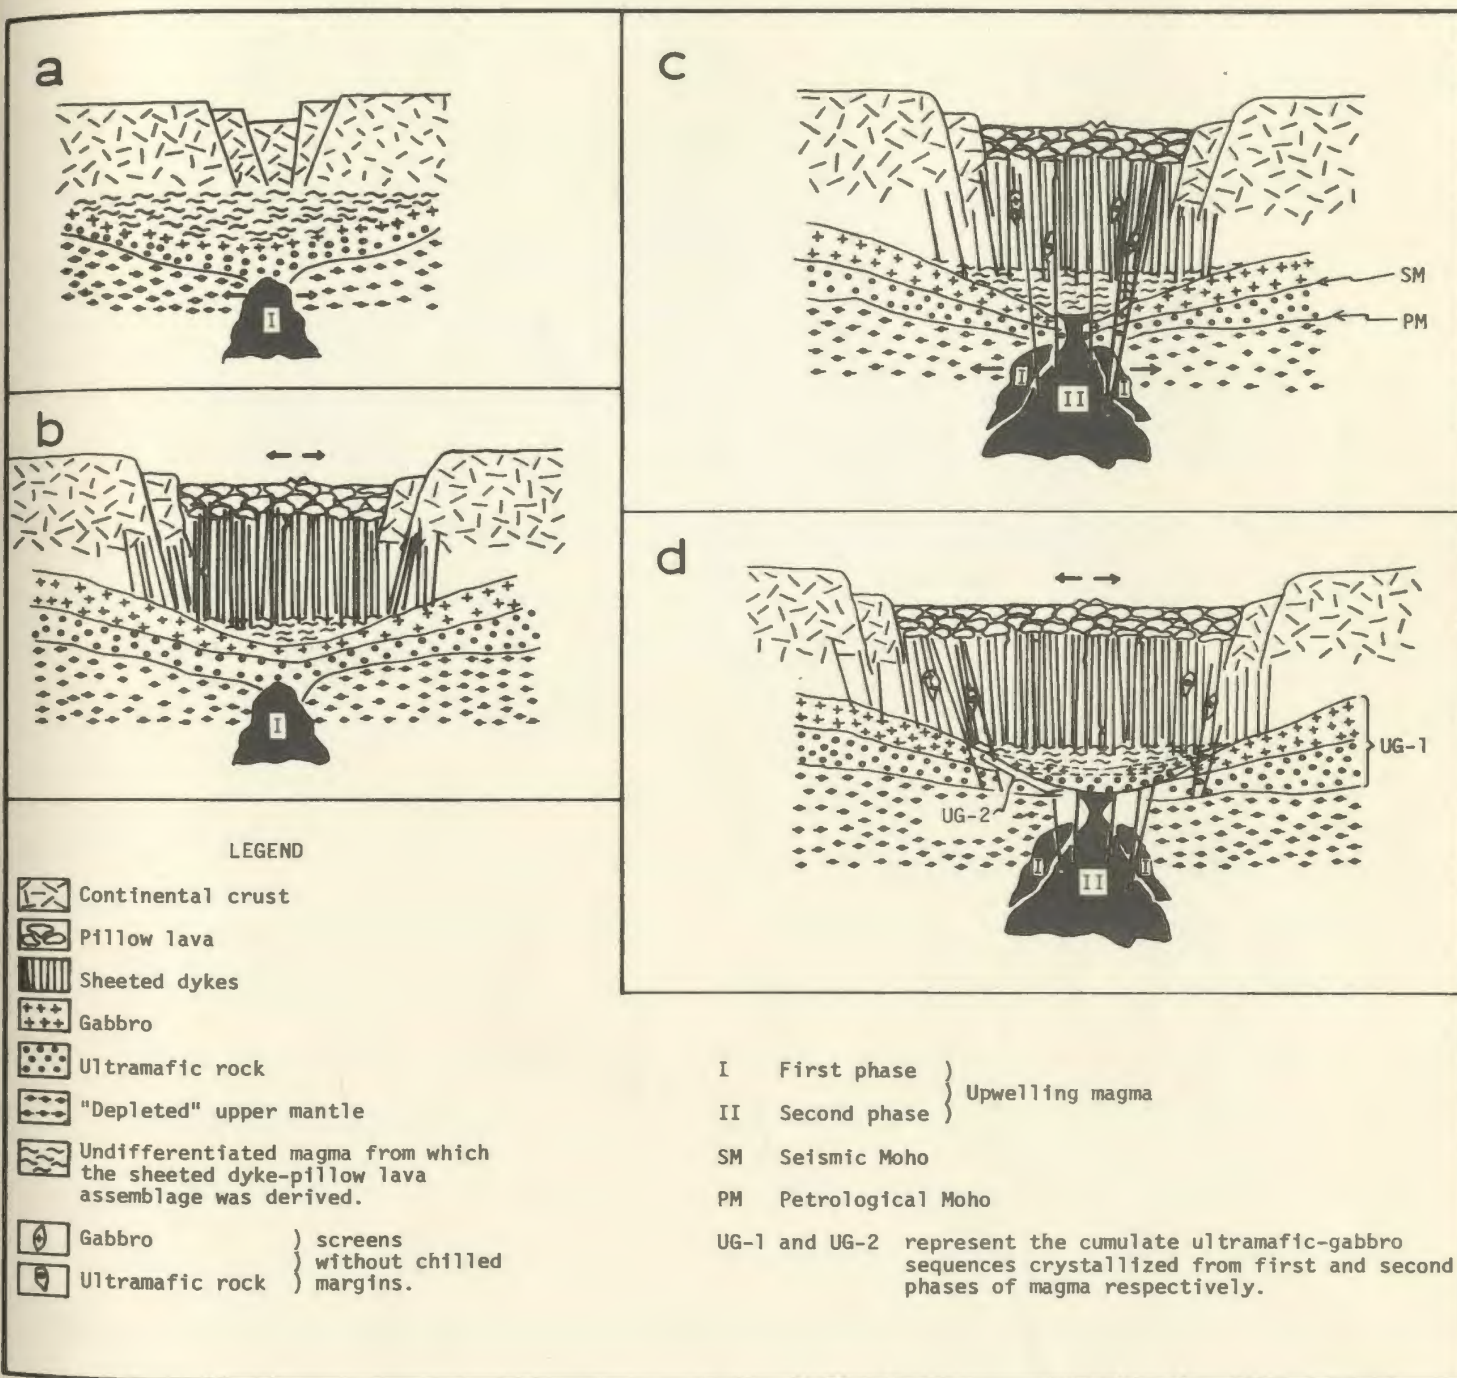 a
I
b
I
c
SM
PM
I
I
II
d
UG-1
UG-2
I
I
II
LEGEND
Continental crust
Pillow lava
Sheeted dykes
Gabbro
Ultramafic rock
"Depleted" upper mantle
Undifferentiated magma from which
the sheeted dyke-pillow lava
assemblage was derived.
Gabbro ) screens
) without chilled
Ultramafic rock ) margins.
I First phase )
) Upwelling magma
II Second phase )
SM Seismic Moho
PM Petrological Moho
UG-1 and UG-2 represent the cumulate ultramafic-gabbro
sequences crystallized from first and second
phases of magma respectively.